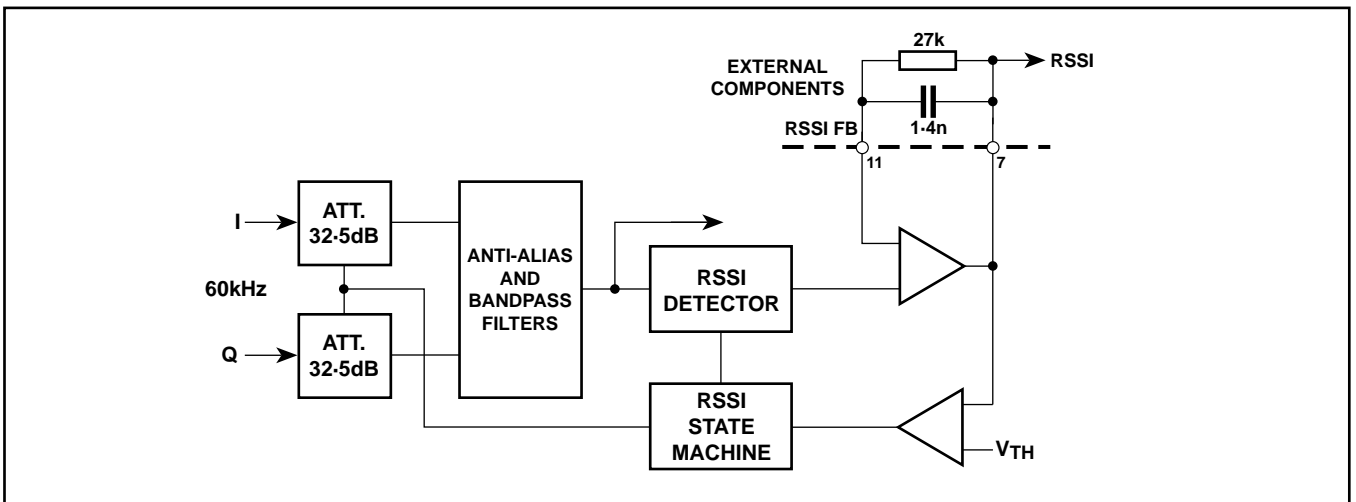 27k
RSSI
EXTERNAL
COMPONENTS
1·4n
RSSI FB
11
7
I
ATT.
32·5dB
60kHz
Q
ATT.
32·5dB
ANTI-ALIAS
AND
BANDPASS
FILTERS
RSSI
DETECTOR
RSSI
STATE
MACHINE
VTH